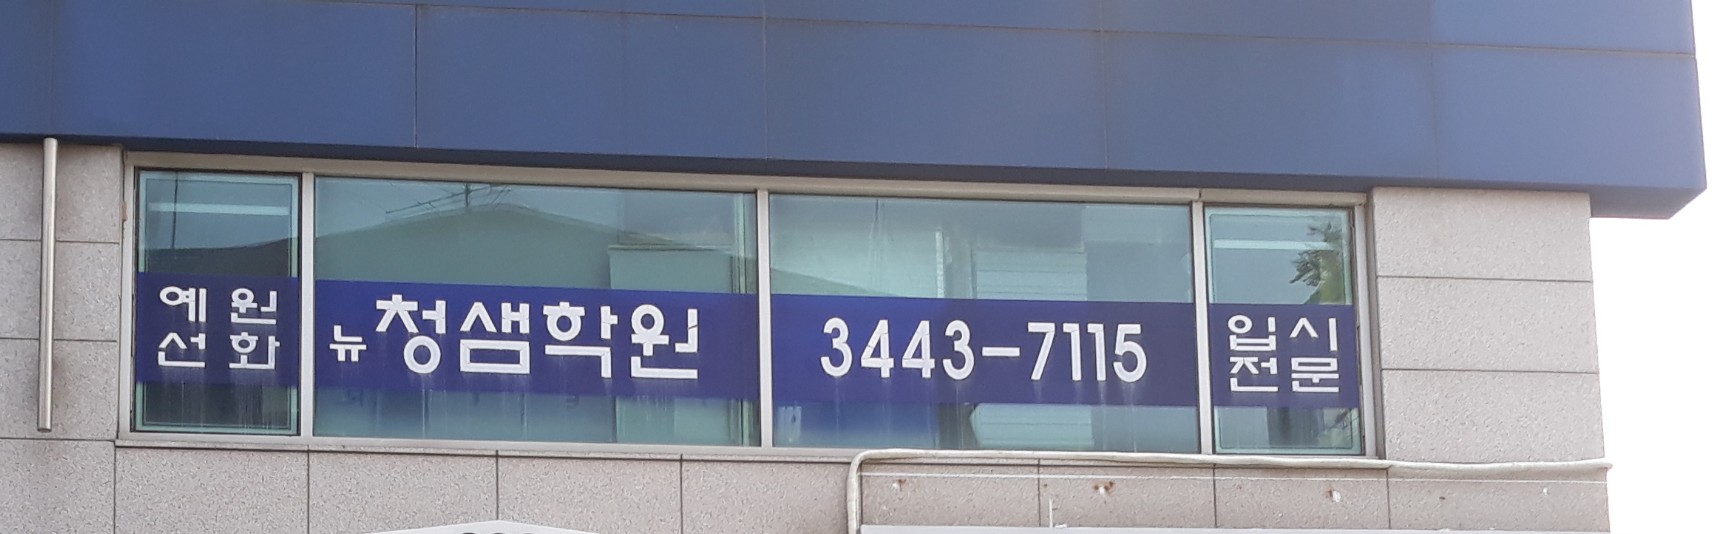 예원
선화
뉴 청샘학원
3443-7115
입시
전문